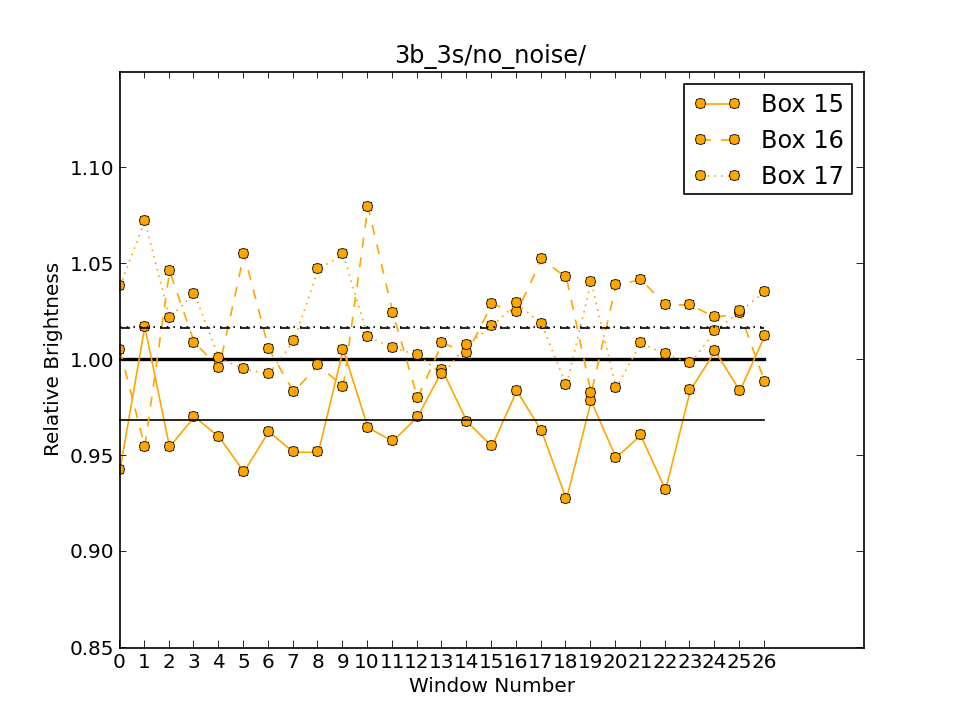 3b_3s/no_noise/
Box 15
Box 16
Box 17
Relative Brightness
1.10
1.05
1.00
0.95
0.90
0.85
0 1 2 3 4 5 6 7 8 9 10 11 12 13 14 15 16 17 18 19 20 21 22 23 24 25 26
Window Number